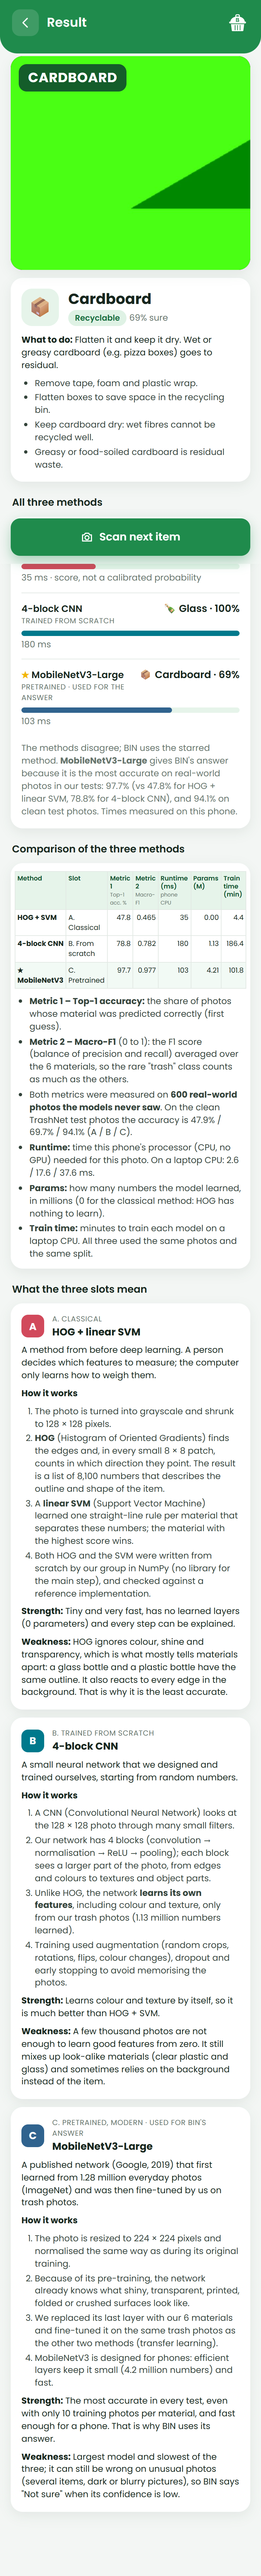 Result
CARDBOARD
Cardboard
Recyclable 69% sure
What to do: Flatten it and keep it dry. Wet or
greasy cardboard (e.g. pizza boxes) goes to
residual.
• Remove tape, foam and plastic wrap.
• Flatten boxes to save space in the recycling
bin.
• Keep cardboard dry: wet fibres cannot be
recycled well.
• Greasy or food-soiled cardboard is residual
waste.
All three methods
Scan next item
35 ms · score, not a calibrated probability
4-block CNN Glass · 100%
TRAINED FROM SCRATCH
180 ms
★ MobileNetV3-Large Cardboard · 69%
PRETRAINED · USED FOR THE
ANSWER
103 ms
The methods disagree; BIN uses the starred
method. MobileNetV3-Large gives BIN's answer
because it is the most accurate on real-world
photos in our tests: 97.7% (vs 47.8% for HOG +
linear SVM, 78.8% for 4-block CNN), and 94.1% on
clean test photos. Times measured on this phone.
Comparison of the three methods
Method Slot Metric 1 Top-1 acc. % Metric 2 Macro-F1 Runtime (ms) phone CPU Params (M) Train time (min)
HOG + SVM A. Classical 47.8 0.465 35 0.00 4.4
4-block CNN B. From scratch 78.8 0.782 180 1.13 186.4
★ MobileNetV3 C. Pretrained 97.7 0.977 103 4.21 101.8
• Metric 1 – Top-1 accuracy: the share of photos
whose material was predicted correctly (first
guess).
• Metric 2 – Macro-F1 (0 to 1): the F1 score
(balance of precision and recall) averaged over
the 6 materials, so the rare "trash" class counts
as much as the others.
• Both metrics were measured on 600 real-world
photos the models never saw. On the clean
TrashNet test photos the accuracy is 47.9% /
69.7% / 94.1% (A / B / C).
• Runtime: time this phone's processor (CPU, no
GPU) needed for this photo. On a laptop CPU: 2.6
/ 17.6 / 37.6 ms.
• Params: how many numbers the model learned,
in millions (0 for the classical method: HOG has
nothing to learn).
• Train time: minutes to train each model on a
laptop CPU. All three used the same photos and
the same split.
What the three slots mean
A
A. CLASSICAL
HOG + linear SVM
A method from before deep learning. A person
decides which features to measure; the computer
only learns how to weigh them.
How it works
1. The photo is turned into grayscale and shrunk
to 128 × 128 pixels.
2. HOG (Histogram of Oriented Gradients) finds
the edges and, in every small 8 × 8 patch,
counts in which direction they point. The result
is a list of 8,100 numbers that describes the
outline and shape of the item.
3. A linear SVM (Support Vector Machine)
learned one straight-line rule per material that
separates these numbers; the material with
the highest score wins.
4. Both HOG and the SVM were written from
scratch by our group in NumPy (no library for
the main step), and checked against a
reference implementation.
Strength: Tiny and very fast, has no learned layers
(0 parameters) and every step can be explained.
Weakness: HOG ignores colour, shine and
transparency, which is what mostly tells materials
apart: a glass bottle and a plastic bottle have the
same outline. It also reacts to every edge in the
background. That is why it is the least accurate.
B
B. TRAINED FROM SCRATCH
4-block CNN
A small neural network that we designed and
trained ourselves, starting from random numbers.
How it works
1. A CNN (Convolutional Neural Network) looks at
the 128 × 128 photo through many small filters.
2. Our network has 4 blocks (convolution →
normalisation → ReLU → pooling); each block
sees a larger part of the photo, from edges
and colours to textures and object parts.
3. Unlike HOG, the network learns its own
features, including colour and texture, only
from our trash photos (1.13 million numbers
learned).
4. Training used augmentation (random crops,
rotations, flips, colour changes), dropout and
early stopping to avoid memorising the
photos.
Strength: Learns colour and texture by itself, so it
is much better than HOG + SVM.
Weakness: A few thousand photos are not
enough to learn good features from zero. It still
mixes up look-alike materials (clear plastic and
glass) and sometimes relies on the background
instead of the item.
C
C. PRETRAINED, MODERN · USED FOR BIN'S
ANSWER
MobileNetV3-Large
A published network (Google, 2019) that first
learned from 1.28 million everyday photos
(ImageNet) and was then fine-tuned by us on
trash photos.
How it works
1. The photo is resized to 224 × 224 pixels and
normalised the same way as during its original
training.
2. Because of its pre-training, the network
already knows what shiny, transparent, printed,
folded or crushed surfaces look like.
3. We replaced its last layer with our 6 materials
and fine-tuned it on the same trash photos as
the other two methods (transfer learning).
4. MobileNetV3 is designed for phones: efficient
layers keep it small (4.2 million numbers) and
fast.
Strength: The most accurate in every test, even
with only 10 training photos per material, and fast
enough for a phone. That is why BIN uses its
answer.
Weakness: Largest model and slowest of the
three; it can still be wrong on unusual photos
(several items, dark or blurry pictures), so BIN says
"Not sure" when its confidence is low.